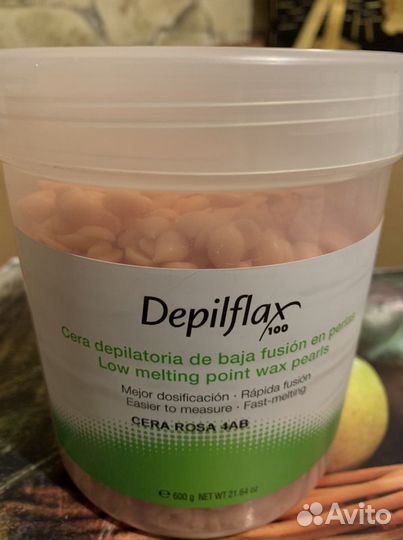 Depilflax
100
Cera depilatoria de baja fusión en perlas
Low melting point wax pearls
Mejor dosificación · Rápida fusión
Easier to measure · Fast-melting
CERA ROSA 4AB
℮ 600 g NET WT 21.64 oz
Avito